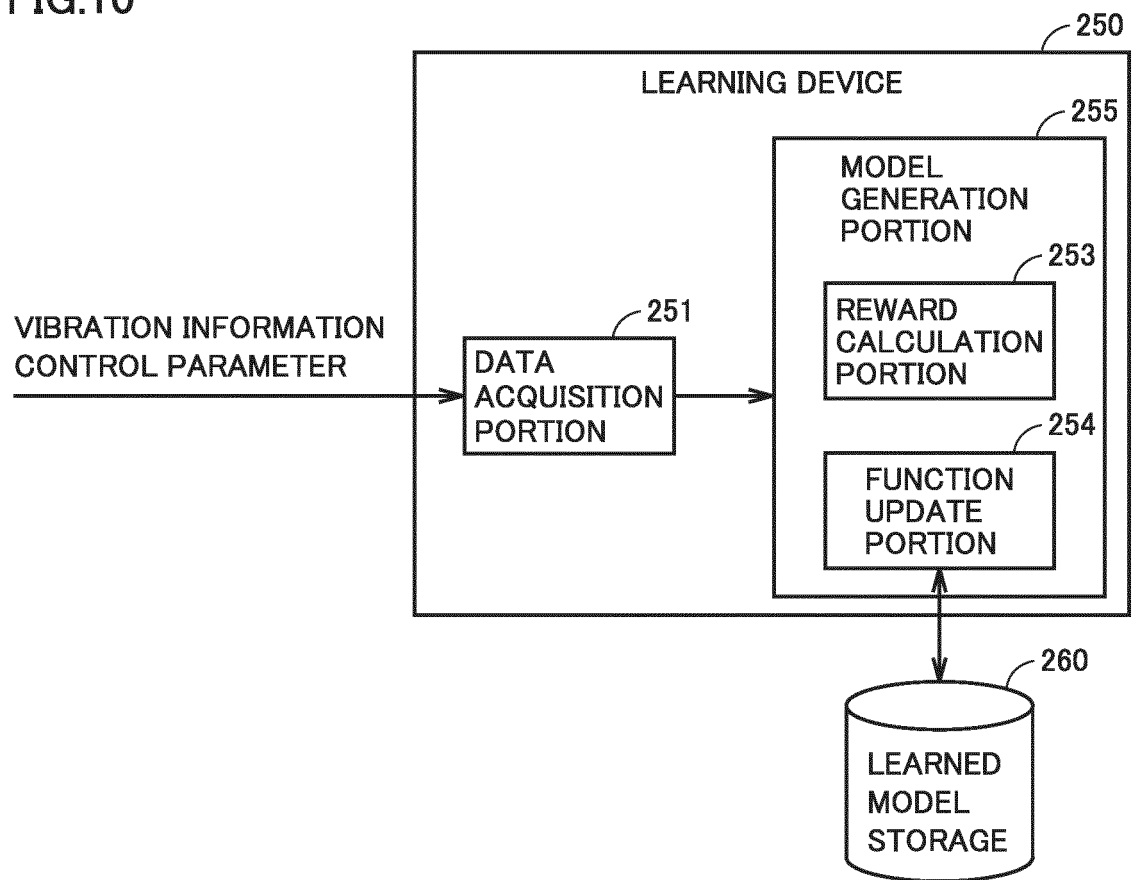 FIG.10
250
LEARNING DEVICE
255
MODEL
GENERATION
PORTION
253
REWARD
CALCULATION
PORTION
VIBRATION INFORMATION
CONTROL PARAMETER
251
DATA
ACQUISITION
PORTION
254
FUNCTION
UPDATE
PORTION
260
LEARNED
MODEL
STORAGE